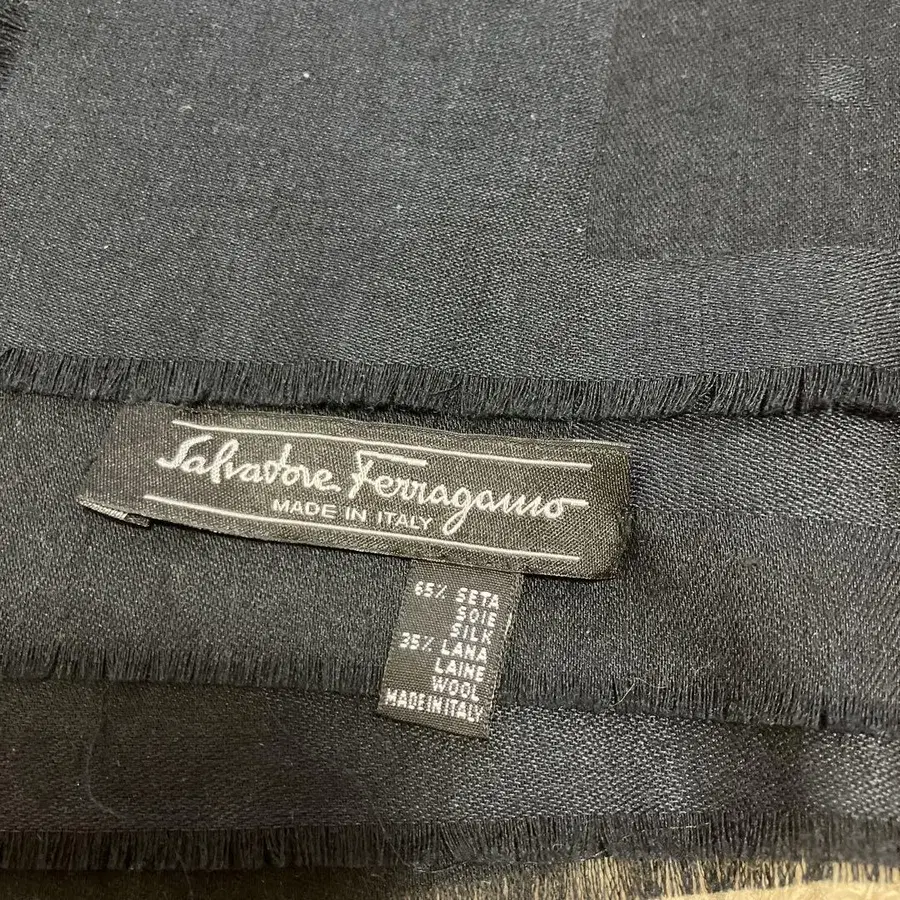 Salvatore Ferragamo
MADE IN ITALY
65% SETA
SOIE
SILK
35% LANA
LAINE
WOOL
MADE IN ITALY